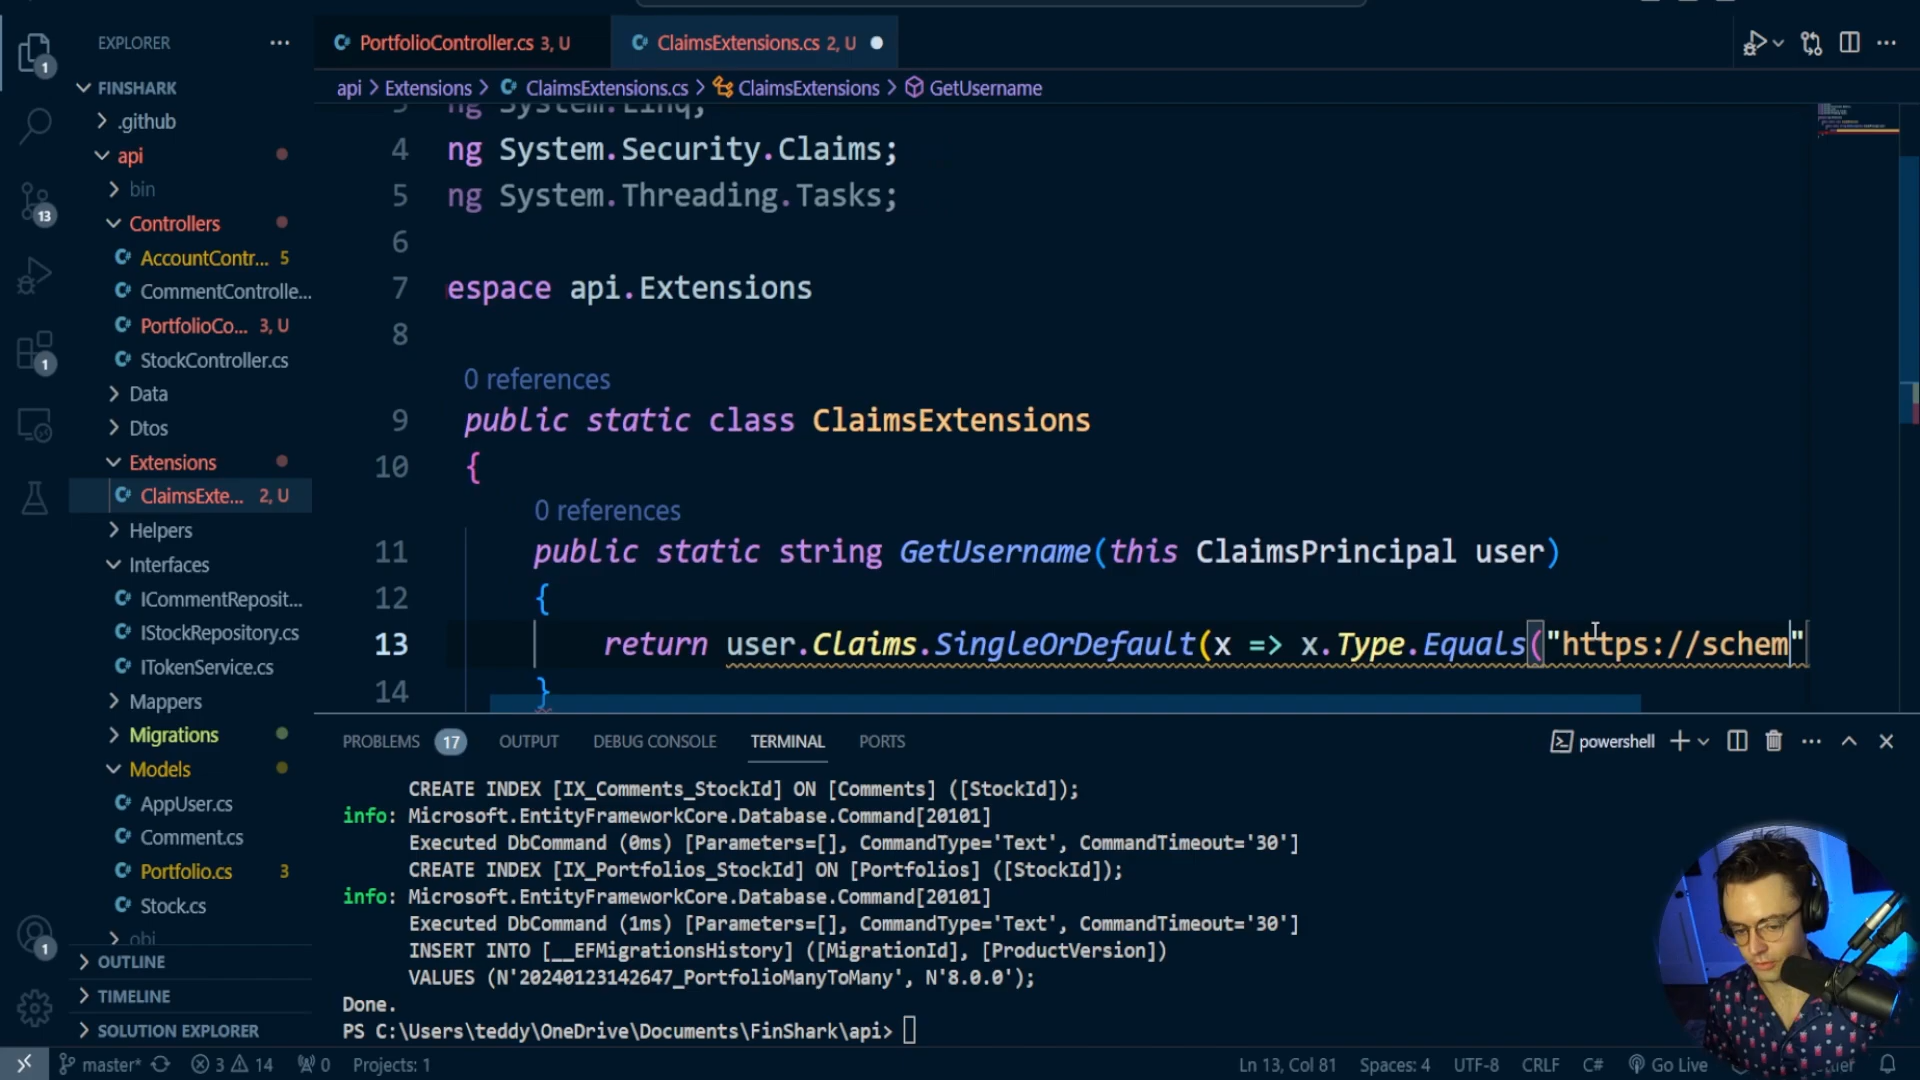 EXPLORER
FINSHARK
.github
api
bin
Controllers
AccountContr... 5
CommentControlle...
PortfolioCo... 3, U
StockController.cs
Data
Dtos
Extensions
ClaimsExte... 2, U
Helpers
Interfaces
ICommentReposit...
IStockRepository.cs
ITokenService.cs
Mappers
Migrations
Models
AppUser.cs
Comment.cs
Portfolio.cs 3
Stock.cs
obj
OUTLINE
TIMELINE
SOLUTION EXPLORER
1
13
1
1
PortfolioController.cs 3, U
ClaimsExtensions.cs 2, U
api > Extensions > ClaimsExtensions.cs > ClaimsExtensions > GetUsername
3 ng System.Linq;
4 ng System.Security.Claims;
5 ng System.Threading.Tasks;
6
7 espace api.Extensions
8
0 references
9 public static class ClaimsExtensions
10 {
0 references
11 public static string GetUsername(this ClaimsPrincipal user)
12 {
13 return user.Claims.SingleOrDefault(x => x.Type.Equals("https://schem"
14 }
PROBLEMS 17 OUTPUT DEBUG CONSOLE TERMINAL PORTS
powershell
CREATE INDEX [IX_Comments_StockId] ON [Comments] ([StockId]);
info: Microsoft.EntityFrameworkCore.Database.Command[20101]
Executed DbCommand (0ms) [Parameters=[], CommandType='Text', CommandTimeout='30']
CREATE INDEX [IX_Portfolios_StockId] ON [Portfolios] ([StockId]);
info: Microsoft.EntityFrameworkCore.Database.Command[20101]
Executed DbCommand (1ms) [Parameters=[], CommandType='Text', CommandTimeout='30']
INSERT INTO [__EFMigrationsHistory] ([MigrationId], [ProductVersion])
VALUES (N'20240123142647_PortfolioManyToMany', N'8.0.0');
Done.
PS C:\Users\teddy\OneDrive\Documents\FinShark\api>
master* 3 14 0 Projects: 1
Ln 13, Col 81 Spaces: 4 UTF-8 CRLF C# Go Live